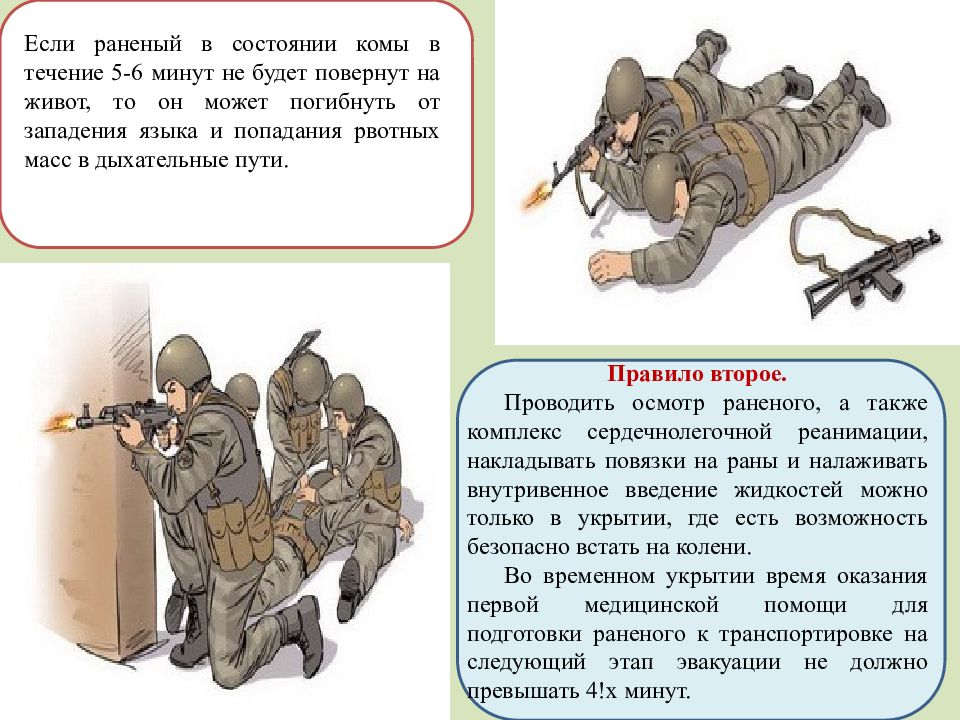 Если раненый в состоянии комы в
течение 5-6 минут не будет повернут на
живот, то он может погибнуть от
западения языка и попадания рвотных
масс в дыхательные пути.
Правило второе.
Проводить осмотр раненого, а также
комплекс сердечнолегочной реанимации,
накладывать повязки на раны и налаживать
внутривенное введение жидкостей можно
только в укрытии, где есть возможность
безопасно встать на колени.
Во временном укрытии время оказания
первой медицинской помощи для
подготовки раненого к транспортировке на
следующий этап эвакуации не должно
превышать 4!х минут.